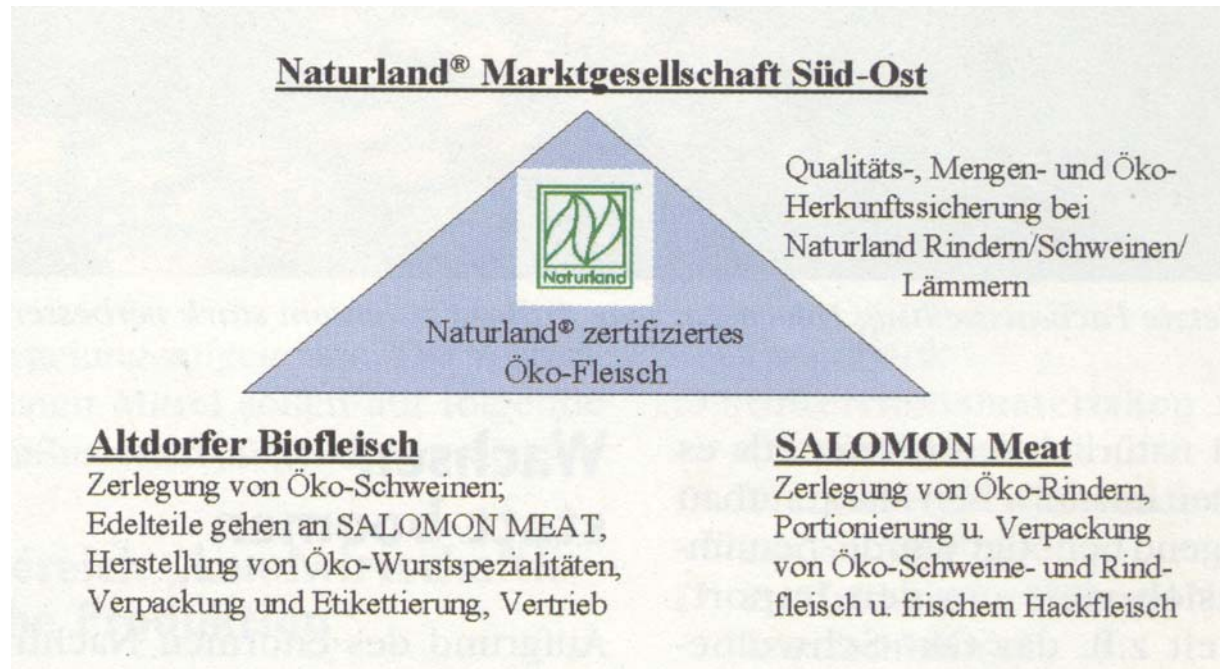 Naturland® Marktgesellschaft Süd-Ost
Qualitäts-, Mengen- und Öko-
Herkunftssicherung bei
Naturland Rindern/Schweinen/
Lämmern
Naturland
Naturland® zertifiziertes
Öko-Fleisch
Altdorfer Biofleisch
Zerlegung von Öko-Schweinen;
Edelteile gehen an SALOMON MEAT,
Herstellung von Öko-Wurstspezialitäten,
Verpackung und Etikettierung, Vertrieb
SALOMON Meat
Zerlegung von Öko-Rindern,
Portionierung u. Verpackung
von Öko-Schweine- und Rind-
fleisch u. frischem Hackfleisch